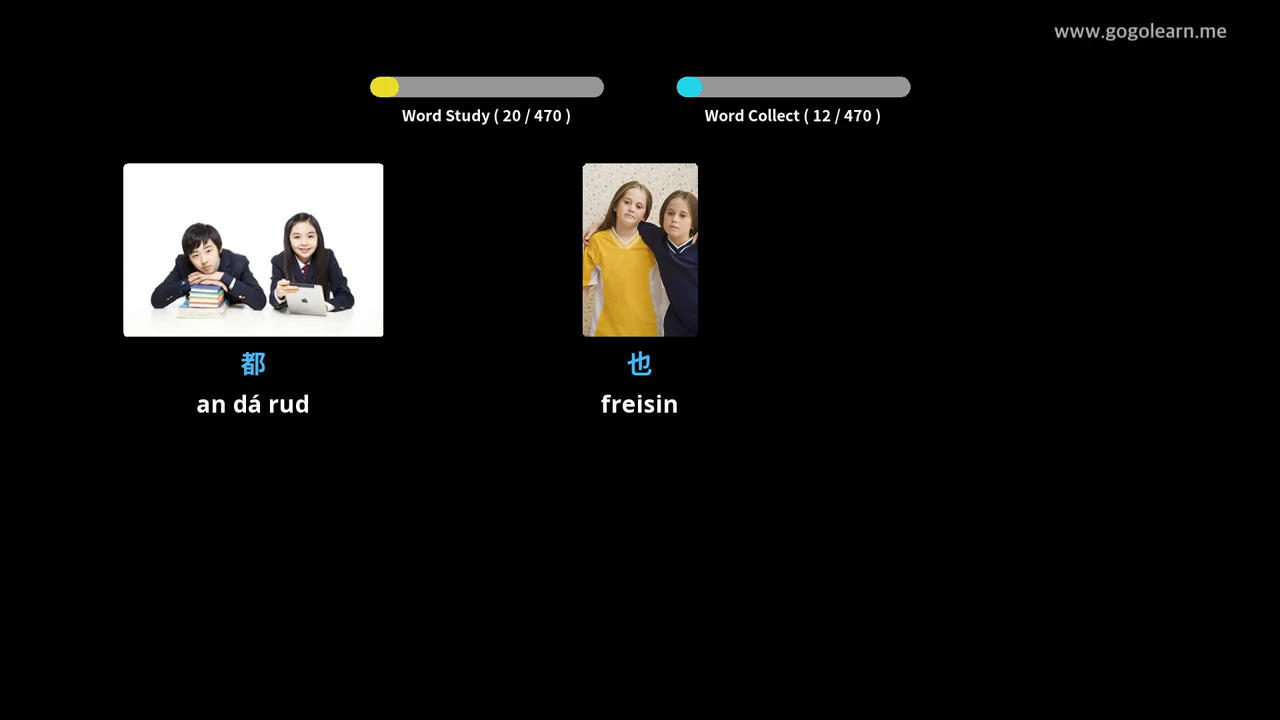 www.gogolearn.me
Word Study ( 20 / 470 )
Word Collect ( 12 / 470 )
都
an dá rud
也
freisin